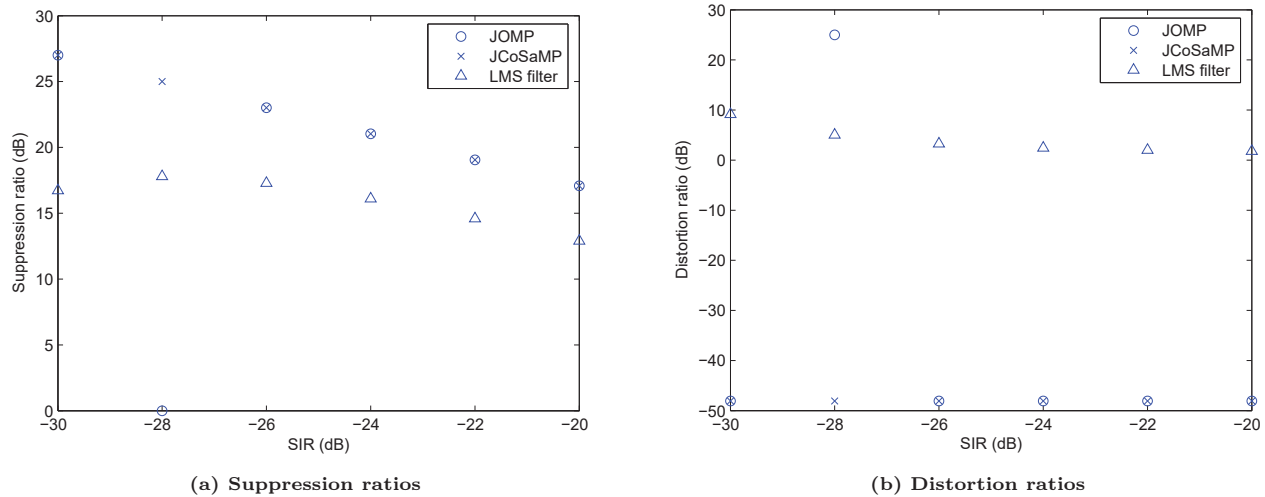 30
25
20
15
10
5
0
Suppression ratio (dB)
−30
−28
−26
−24
−22
−20
SIR (dB)
JOMP
JCoSaMP
LMS filter
(a) Suppression ratios
30
20
10
0
−10
−20
−30
−40
−50
Distortion ratio (dB)
−30
−28
−26
−24
−22
−20
SIR (dB)
JOMP
JCoSaMP
LMS filter
(b) Distortion ratios